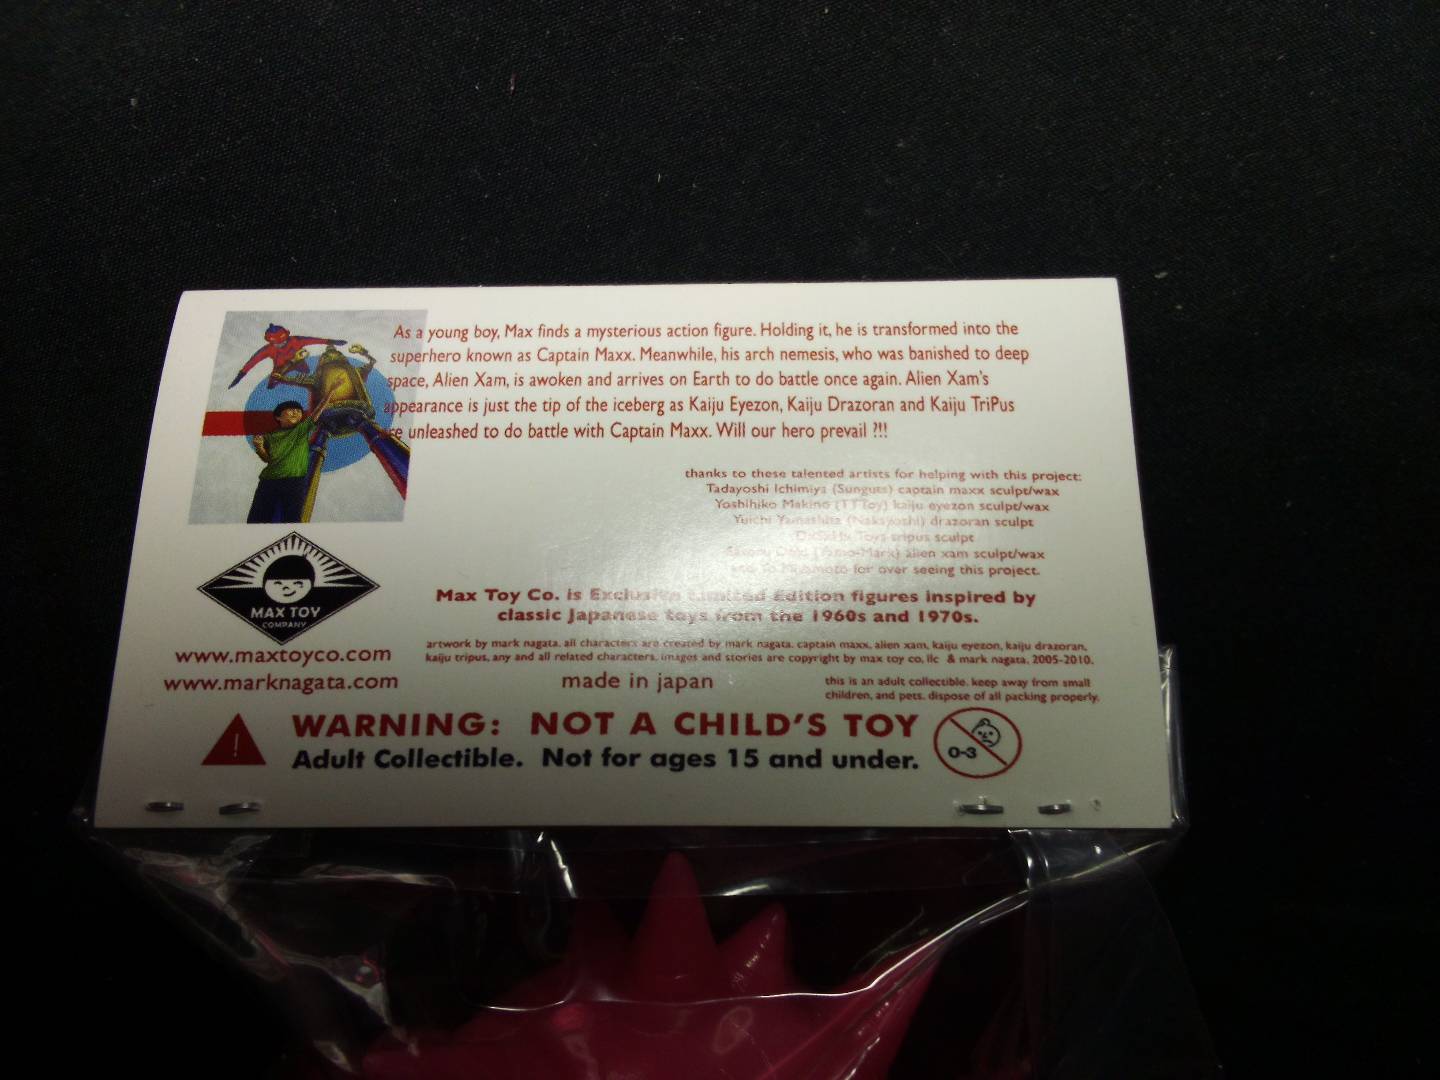 As a young boy, Max finds a mysterious action figure. Holding it, he is transformed into the
superhero known as Captain Maxx. Meanwhile, his arch nemesis, who was banished to deep
space, Alien Xam, is awoken and arrives on Earth to do battle once again. Alien Xam's
appearance is just the tip of the iceberg as Kaiju Eyezon, Kaiju Drazoran and Kaiju TriPus
are unleashed to do battle with Captain Maxx. Will our hero prevail ?!!
thanks to these talented artists for helping with this project:
Tadayoshi Ichimiya (Sunguts) captain maxx sculpt/wax
Yoshihiko Makino (TTToy) kaiju eyezon sculpt/wax
Yuichi Yamashita (Nakayoshi) drazoran sculpt
Toys tripus sculpt
alien xam sculpt/wax
for over seeing this project.
MAX TOY
COMPANY
Max Toy Co. is Exclusive Limited Edition figures inspired by
classic Japanese toys from the 1960s and 1970s.
artwork by mark nagata. all characters are created by mark nagata. captain maxx, alien xam, kaiju eyezon, kaiju drazoran,
kaiju tripus, any and all related characters, images and stories are copyright by max toy co, llc & mark nagata. 2005-2010.
www.maxtoyco.com
www.marknagata.com
made in japan
this is an adult collectible. keep away from small
children, and pets. dispose of all packing properly.
! WARNING: NOT A CHILD'S TOY
Adult Collectible. Not for ages 15 and under.
0-3